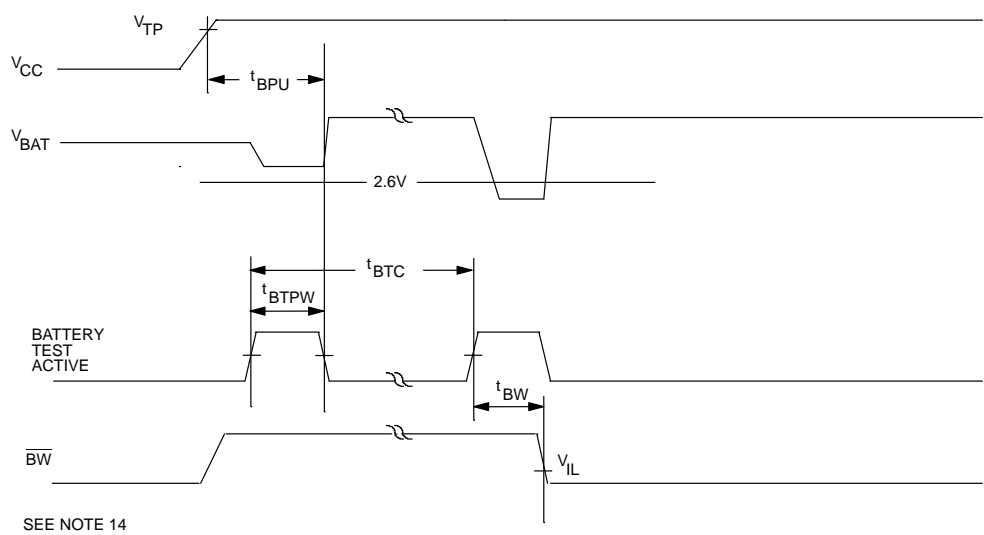 VTP
VCC
tBPU
VBAT
2.6V
tBTC
tBTPW
BATTERY
TEST
ACTIVE
tBW
BW
VIL
SEE NOTE 14